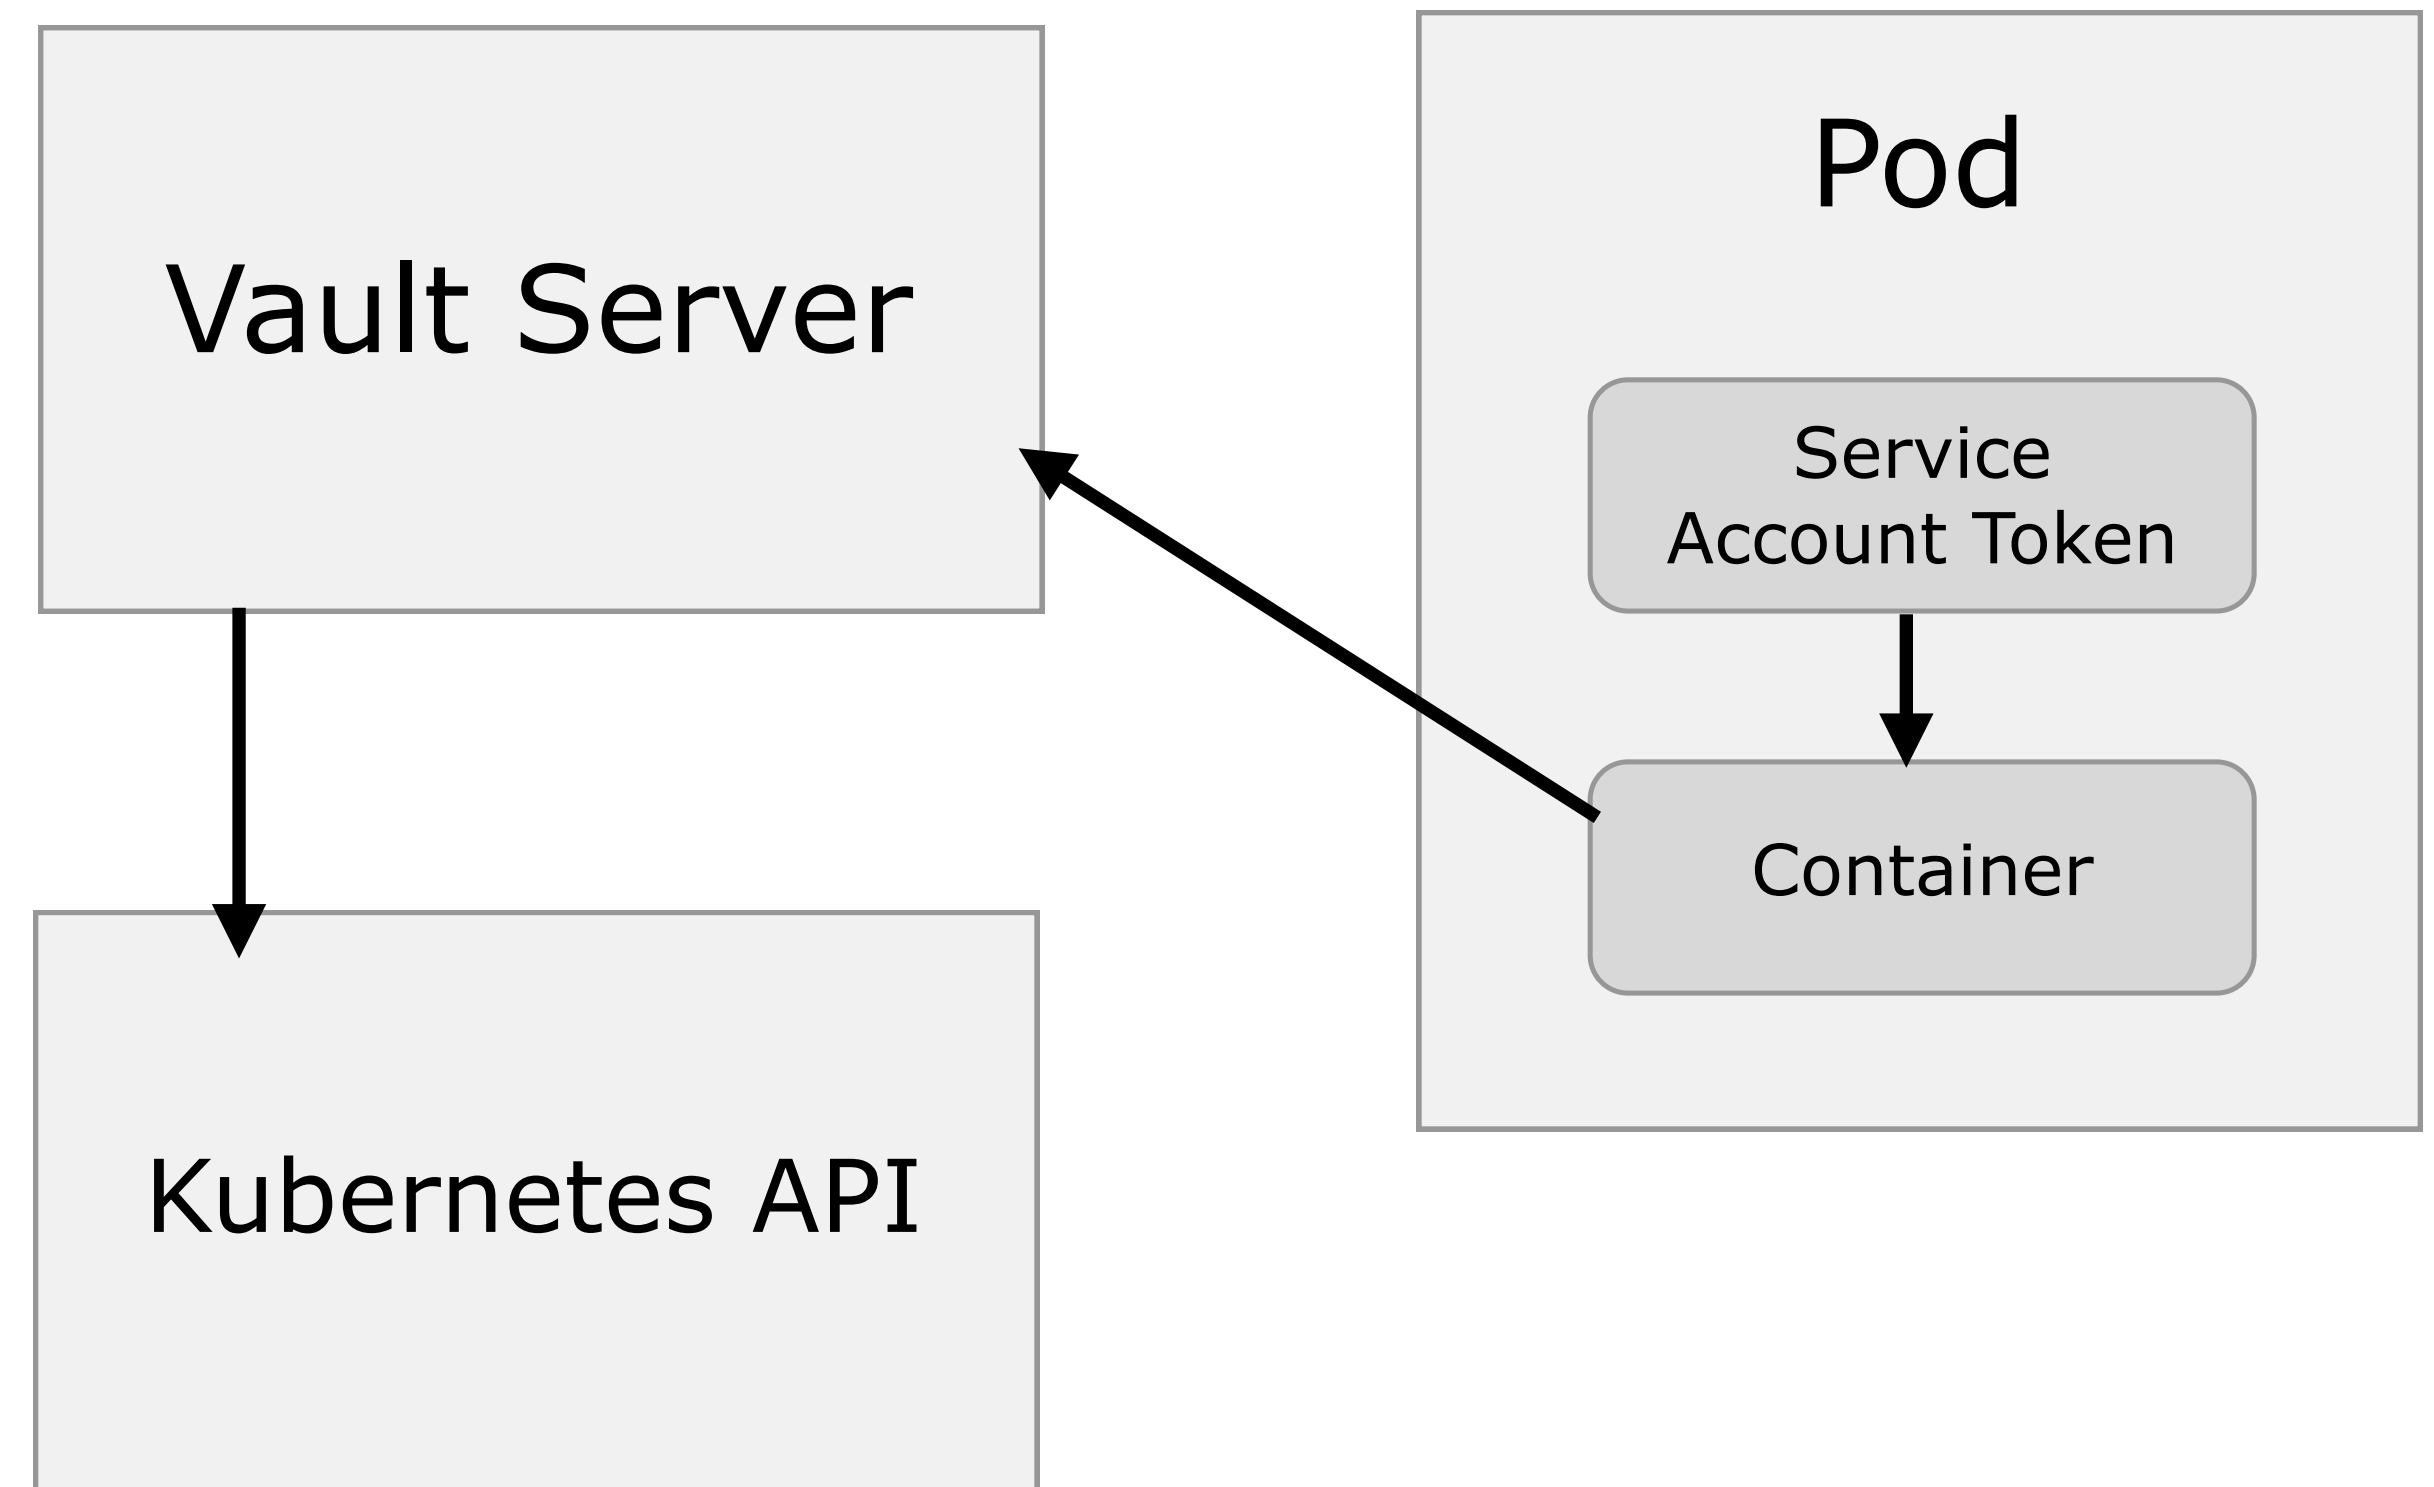 Vault Server
Pod
Service
Account Token
Container
Kubernetes API